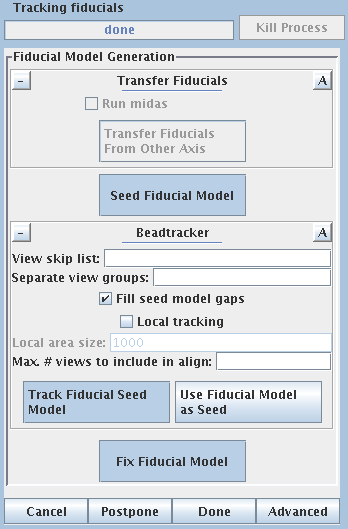 Tracking fiducials
done
Kill Process
Fiducial Model Generation
- Transfer Fiducials A
Run midas
Transfer Fiducials
From Other Axis
Seed Fiducial Model
- Beadtracker A
View skip list:
Separate view groups:
Fill seed model gaps
Local tracking
Local area size: 1000
Max. # views to include in align:
Track Fiducial Seed
Model
Use Fiducial Model
as Seed
Fix Fiducial Model
Cancel Postpone Done Advanced